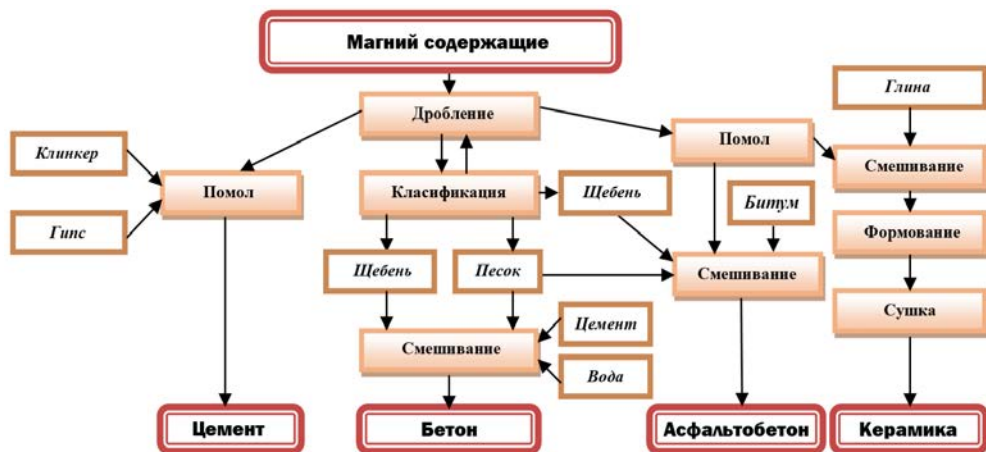 Магний содержащие
Дробление
Глина
Помол
Клинкер
Смешивание
Помол
Класификация
Щебень
Битум
Гипс
Формование
Щебень
Песок
Смешивание
Сушка
Цемент
Смешивание
Вода
Цемент
Бетон
Асфальтобетон
Керамика